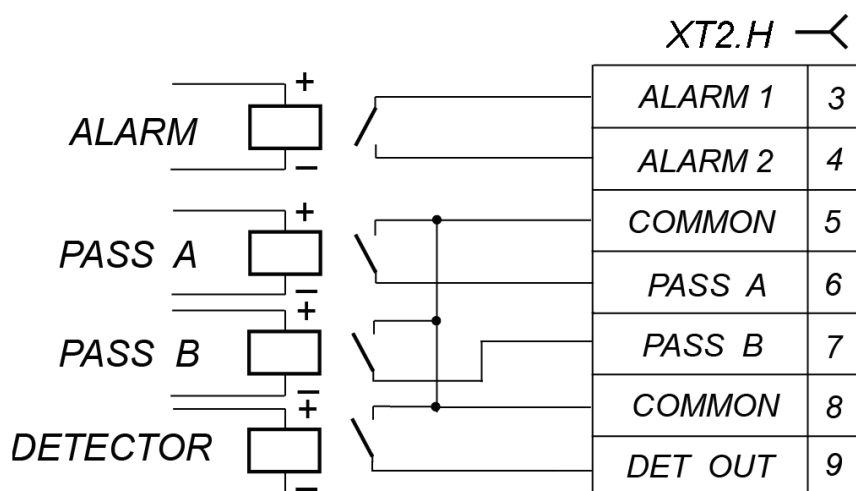 XT2.H
+
ALARM 1 3
ALARM
–
ALARM 2 4
+
COMMON 5
PASS A
–
PASS A 6
+
PASS B 7
PASS B
–
+
COMMON 8
DETECTOR
–
DET OUT 9